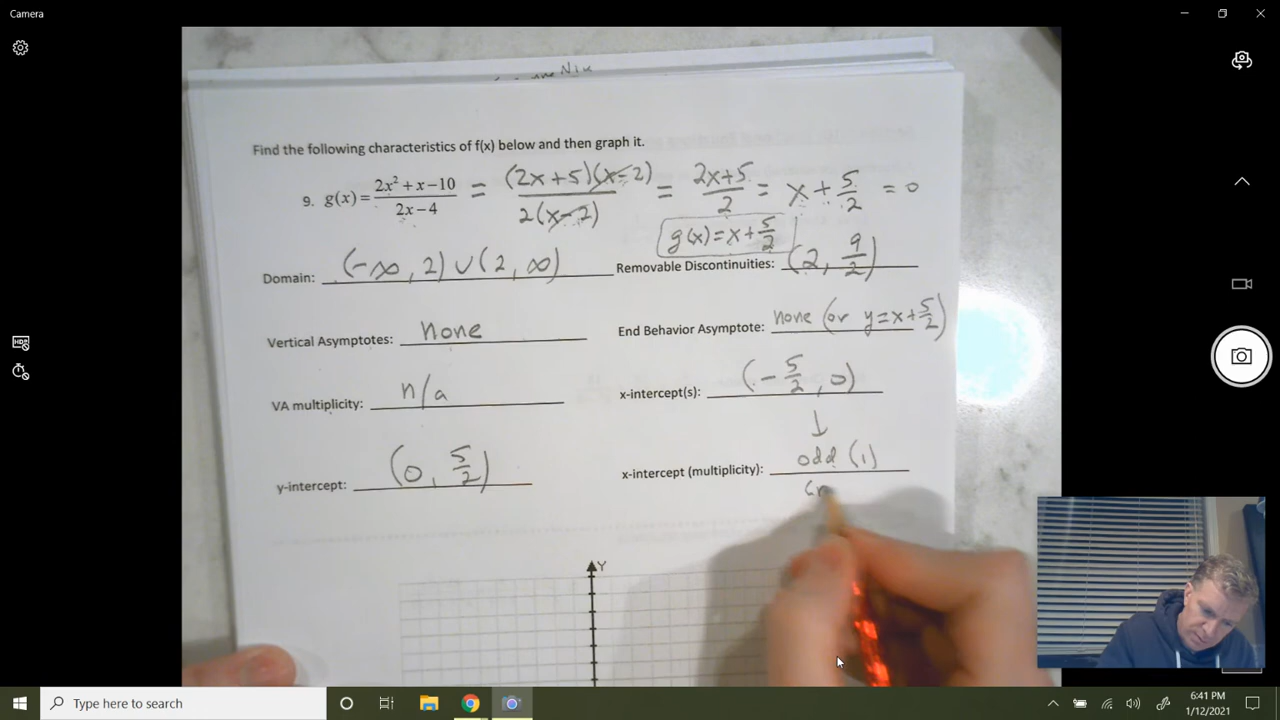 Camera
Find the following characteristics of f(x) below and then graph it.
9. g(x) = 2x² + x − 10 / 2x − 4 = (2x + 5)(x − 2) / 2(x − 2) = 2x + 5 / 2 = x + 5/2 = 0
g(x) = x + 5/2
Domain: (−∞, 2) ∪ (2, ∞) Removable Discontinuities: (2, 9/2)
Vertical Asymptotes: none End Behavior Asymptote: none (or y = x + 5/2)
VA multiplicity: n/a x-intercept(s): (− 5/2, 0)
↓
y-intercept: (0, 5/2) x-intercept (multiplicity): odd (1)
Y
Type here to search
6:41 PM
1/12/2021